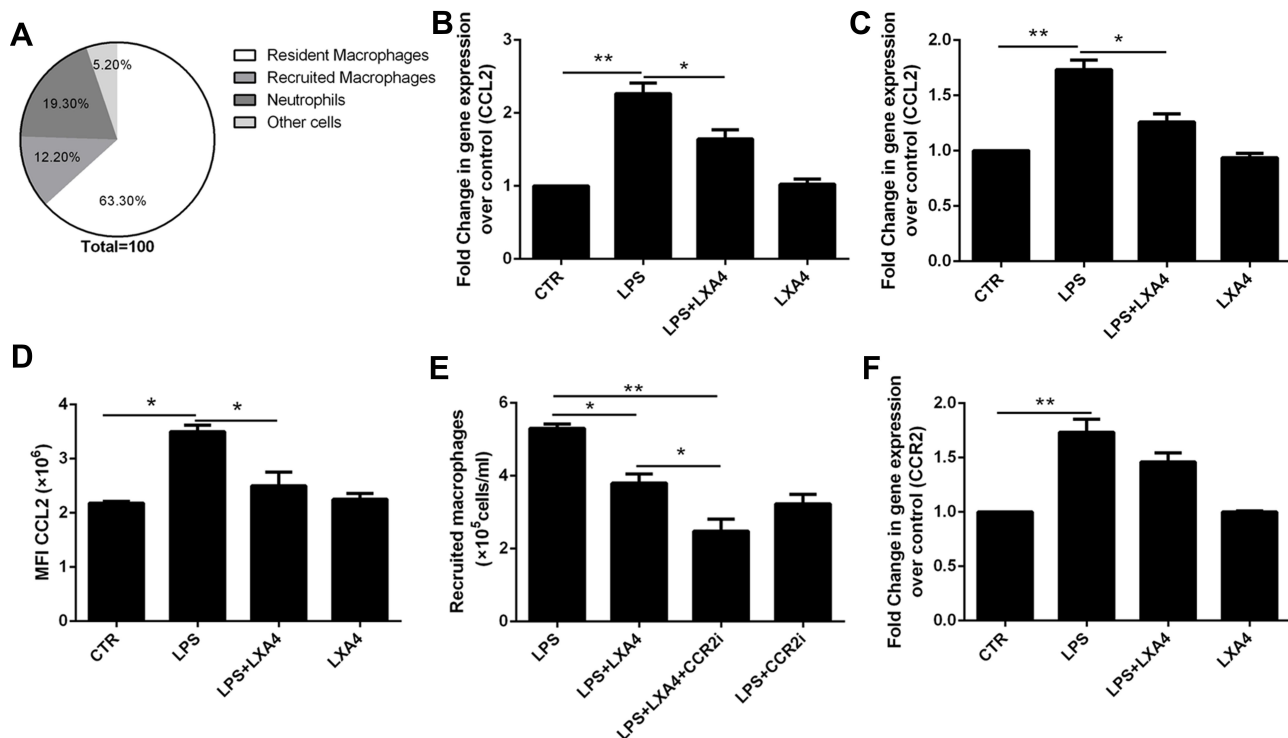 A
5.20%
19.30%
12.20%
63.30%
Total=100
Resident Macrophages
Recruited Macrophages
Neutrophils
Other cells
B
Fold Change in gene expression
over control (CCL2)
3
2
1
0
**
*
CTR
LPS
LPS+LXA4
LXA4
C
Fold Change in gene expression
over control (CCL2)
2.0
1.5
1.0
0.5
0.0
**
*
CTR
LPS
LPS+LXA4
LXA4
D
MFI CCL2 (×10⁶)
4
3
2
1
0
*
*
CTR
LPS
LPS+LXA4
LXA4
E
Recruited macrophages
(×10⁵cells/ml)
6
4
2
0
**
*
*
LPS
LPS+LXA4
LPS+LXA4+CCR2i
LPS+CCR2i
F
Fold Change in gene expression
over control (CCR2)
2.0
1.5
1.0
0.5
0.0
**
CTR
LPS
LPS+LXA4
LXA4